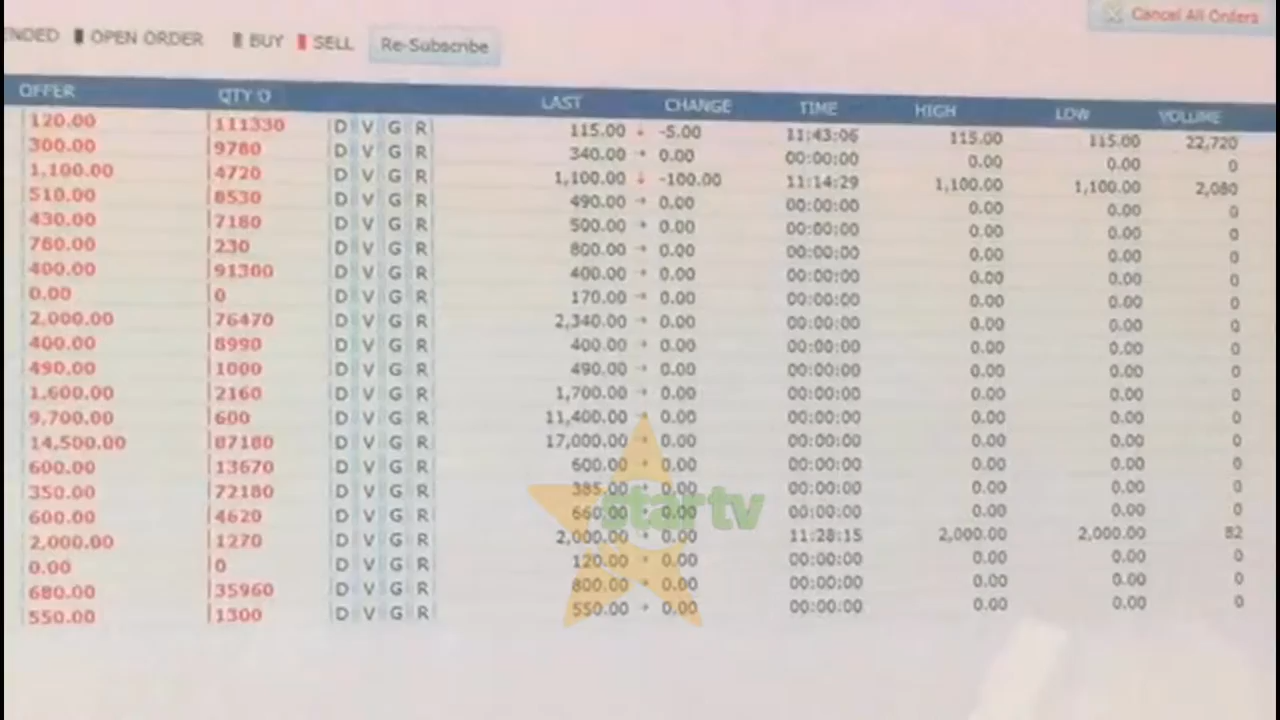 Cancel All Orders
ENDED OPEN ORDER BUY SELL Re-Subscribe
OFFER QTY O LAST CHANGE TIME HIGH LOW VOLUME
120.00 111330 D V G R 115.00 -5.00 11:43:06 115.00 115.00 22,720
300.00 9780 D V G R 340.00 0.00 00:00:00 0.00 0.00 0
1,100.00 4720 D V G R 1,100.00 -100.00 11:14:29 1,100.00 1,100.00 2,080
510.00 8530 D V G R 490.00 0.00 00:00:00 0.00 0.00 0
430.00 7180 D V G R 500.00 0.00 00:00:00 0.00 0.00 0
780.00 230 D V G R 800.00 0.00 00:00:00 0.00 0.00 0
400.00 91300 D V G R 400.00 0.00 00:00:00 0.00 0.00 0
0.00 0 D V G R 170.00 0.00 00:00:00 0.00 0.00 0
2,000.00 76470 D V G R 2,340.00 0.00 00:00:00 0.00 0.00 0
400.00 8990 D V G R 400.00 0.00 00:00:00 0.00 0.00 0
490.00 1000 D V G R 490.00 0.00 00:00:00 0.00 0.00 0
1,600.00 2160 D V G R 1,700.00 0.00 00:00:00 0.00 0.00 0
9,700.00 600 D V G R 11,400.00 0.00 00:00:00 0.00 0.00 0
14,500.00 87180 D V G R 17,000.00 0.00 00:00:00 0.00 0.00 0
600.00 13670 D V G R 600.00 0.00 00:00:00 0.00 0.00 0
350.00 72180 D V G R 385.00 0.00 00:00:00 0.00 0.00 0
600.00 4620 D V G R 660.00 0.00 00:00:00 0.00 0.00 0
2,000.00 1270 D V G R 2,000.00 0.00 11:28:15 2,000.00 2,000.00 82
0.00 0 D V G R 120.00 0.00 00:00:00 0.00 0.00 0
680.00 35960 D V G R 800.00 0.00 00:00:00 0.00 0.00 0
550.00 1300 D V G R 550.00 0.00 00:00:00 0.00 0.00 0
startv